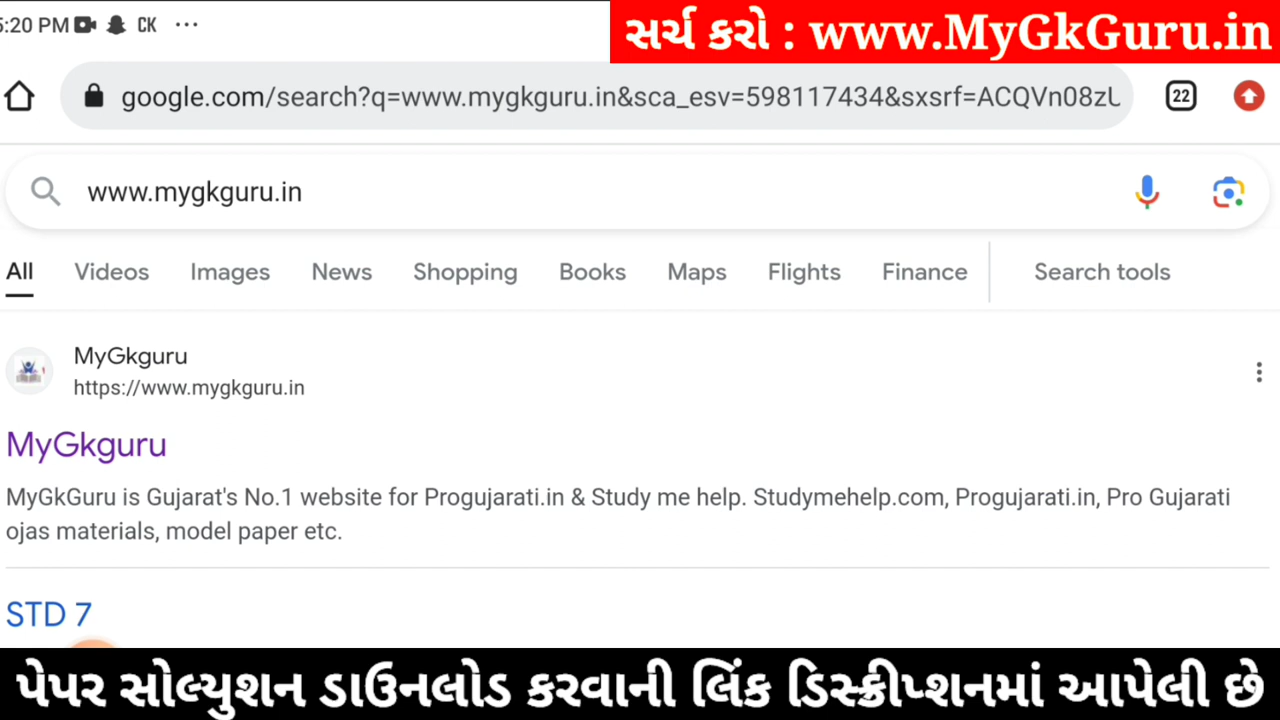 5:20 PM CK ...
સર્ચ કરો : www.MyGkGuru.in
google.com/search?q=www.mygkguru.in&sca_esv=598117434&sxsrf=ACQVn08zU
22
www.mygkguru.in
All Videos Images News Shopping Books Maps Flights Finance Search tools
MyGkguru
https://www.mygkguru.in
MyGkguru
MyGkGuru is Gujarat's No.1 website for Progujarati.in & Study me help. Studymehelp.com, Progujarati.in, Pro Gujarati
ojas materials, model paper etc.
STD 7
પેપર સોલ્યુશન ડાઉનલોડ કરવાની લિંક ડિસ્ક્રીપ્શનમાં આપેલી છે